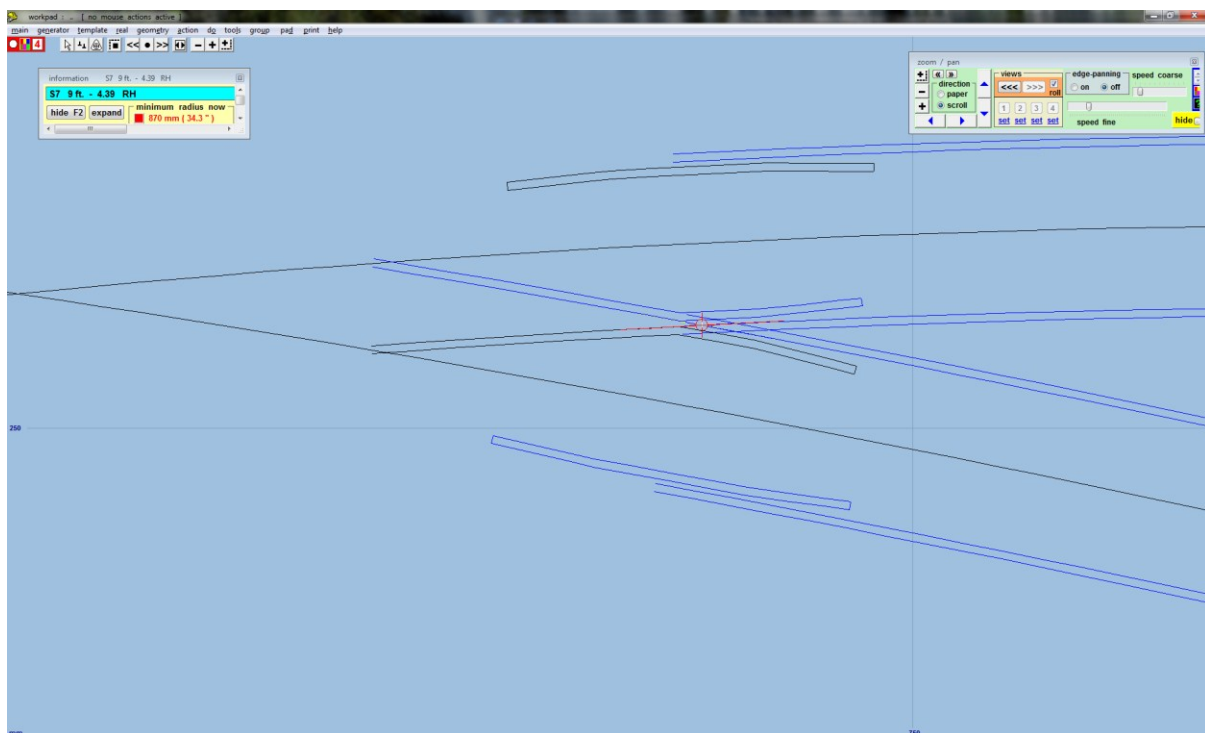 workpad : .. [ no mouse actions active ]
main generator template real geometry action do tools group pad print help
4 << >> - +
information S7 9 ft. - 4.39 RH
S7 9 ft. - 4.39 RH
hide F2 expand
minimum radius now
870 mm ( 34.3 " )
zoom / pan
direction
paper
scroll
views
<<< >>> roll
1 2 3 4
set set set set
edge-panning
on off
speed coarse
speed fine
hide
250
mm
750